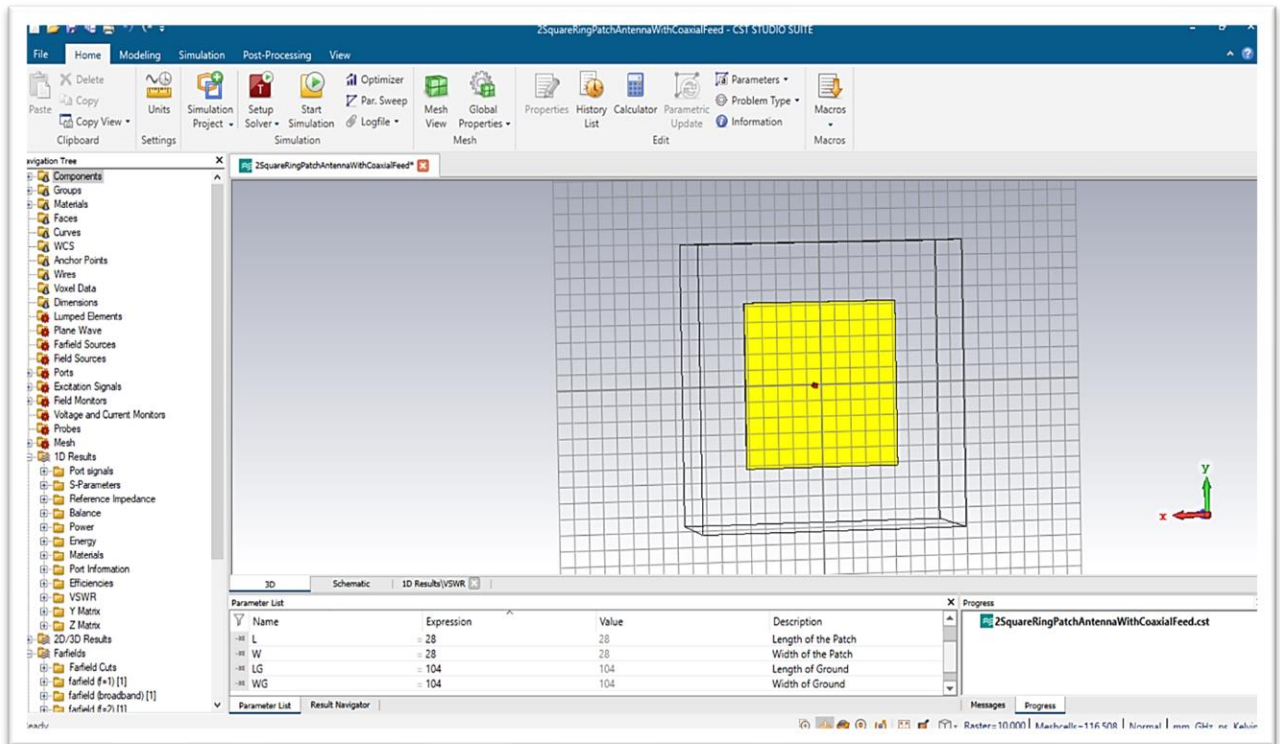 2SquareRingPatchAntennaWithCoaxialFeed - CST STUDIO SUITE
File Home Modeling Simulation Post-Processing View
Delete
Copy
Copy View
Paste
Clipboard
Units
Settings
Simulation Project
Setup Solver
Start Simulation
Optimizer
Par. Sweep
Logfile
Simulation
Mesh View
Global Properties
Mesh
Properties
History List
Calculator
Parametric Update
Parameters
Problem Type
Information
Edit
Macros
Macros
avigation Tree
Components
Groups
Materials
Faces
Curves
WCS
Anchor Points
Wires
Voxel Data
Dimensions
Lumped Elements
Plane Wave
Farfield Sources
Field Sources
Ports
Excitation Signals
Field Monitors
Voltage and Current Monitors
Probes
Mesh
1D Results
Port signals
S-Parameters
Reference Impedance
Balance
Power
Energy
Materials
Port Information
Efficiencies
VSWR
Y Matrix
Z Matrix
2D/3D Results
Farfields
Farfield Cuts
farfield (f=1) [1]
farfield (broadband) [1]
farfield (f=2) [1]
2SquareRingPatchAntennaWithCoaxialFeed*
y
x
3D Schematic 1D Results\VSWR
Parameter List
Name Expression Value Description
L = 28 28 Length of the Patch
W = 28 28 Width of the Patch
LG = 104 104 Length of Ground
WG = 104 104 Width of Ground
Parameter List Result Navigator
Progress
2SquareRingPatchAntennaWithCoaxialFeed.cst
Messages Progress
Raster=10.000 Meshcells=116,508 Normal mm GHz ns Kelvin